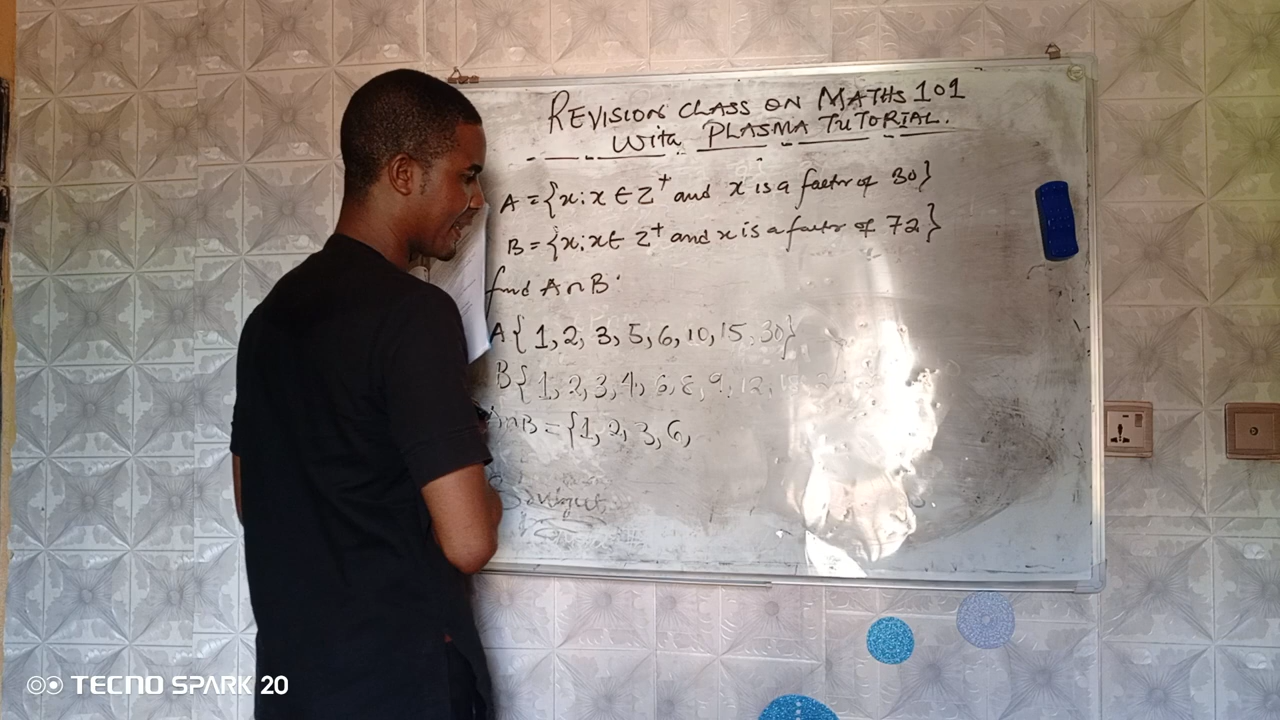 REVISION CLASS ON MATHS 101
With PLASMA TUTORIAL.
A = {x: x ∈ Z⁺ and x is a factor of 30}
B = {x: x ∈ Z⁺ and x is a factor of 72}
find A ∩ B.
A { 1, 2, 3, 5, 6, 10, 15, 30}
B{ 1, 2, 3, 4, 6, 8, 9, 12, 18,
A∩B = {1, 2, 3, 6,
TECNO SPARK 20